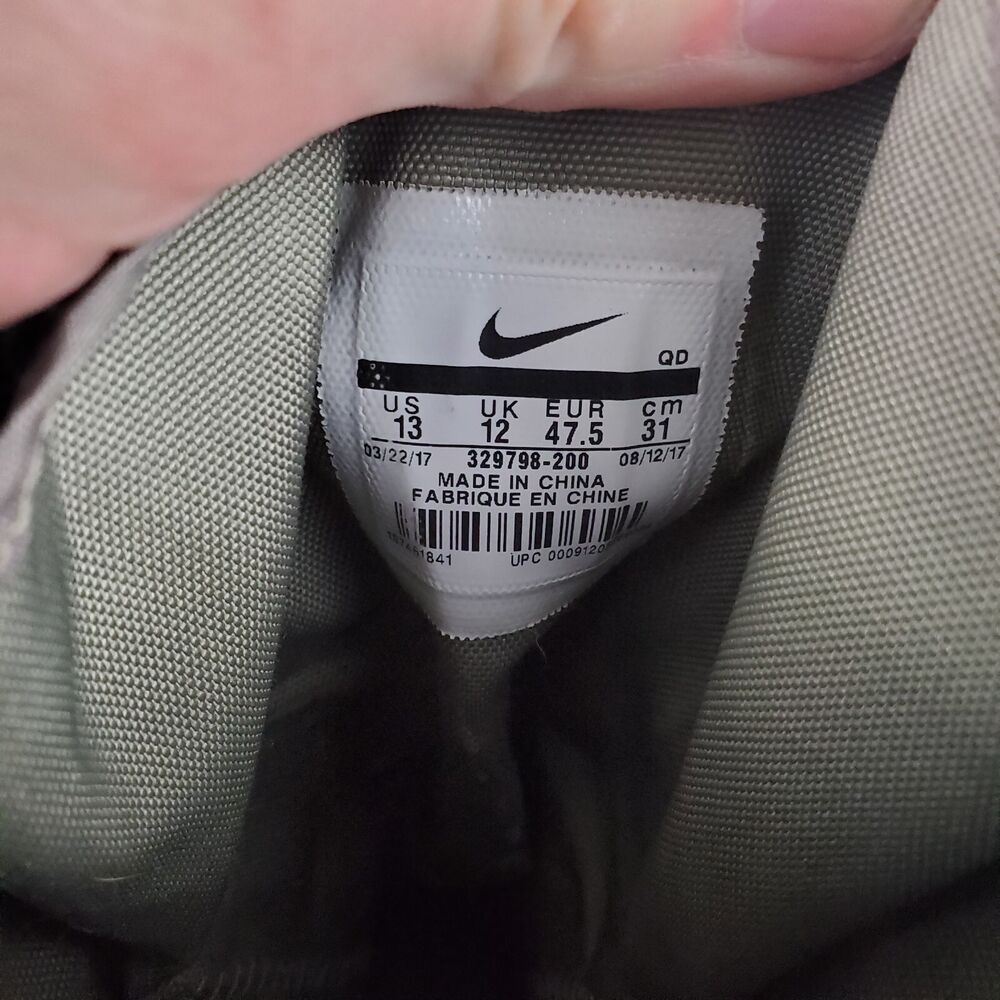 QD
US UK EUR cm
13 12 47.5 31
03/22/17 329798-200 08/12/17
MADE IN CHINA
FABRIQUE EN CHINE
UPC